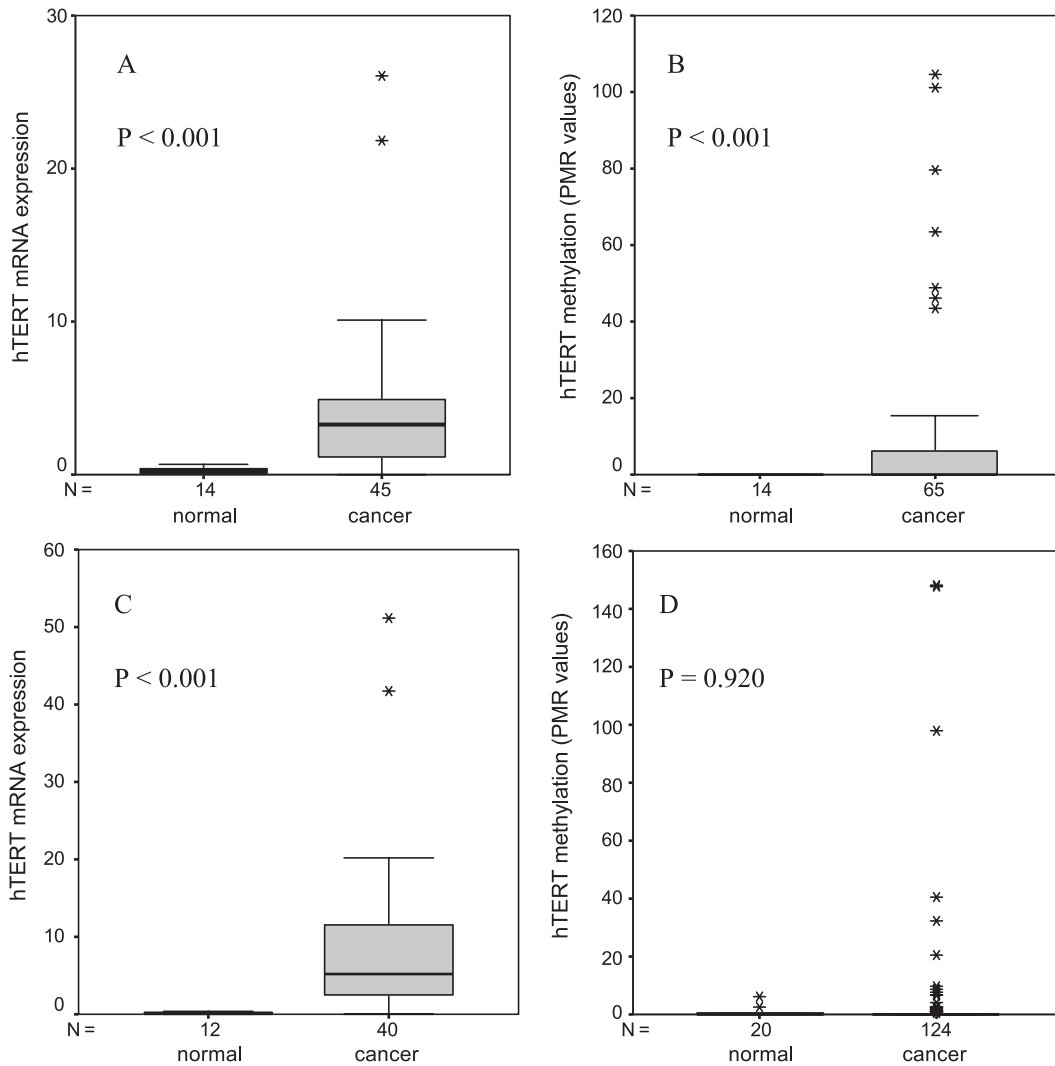 A
P < 0.001
hTERT mRNA expression
30
20
10
0
N =
14
45
normal
cancer
B
P < 0.001
hTERT methylation (PMR values)
120
100
80
60
40
20
0
N =
14
65
normal
cancer
C
P < 0.001
hTERT mRNA expression
60
50
40
30
20
10
0
N =
12
40
normal
cancer
D
P = 0.920
hTERT methylation (PMR values)
160
140
120
100
80
60
40
20
0
N =
20
124
normal
cancer